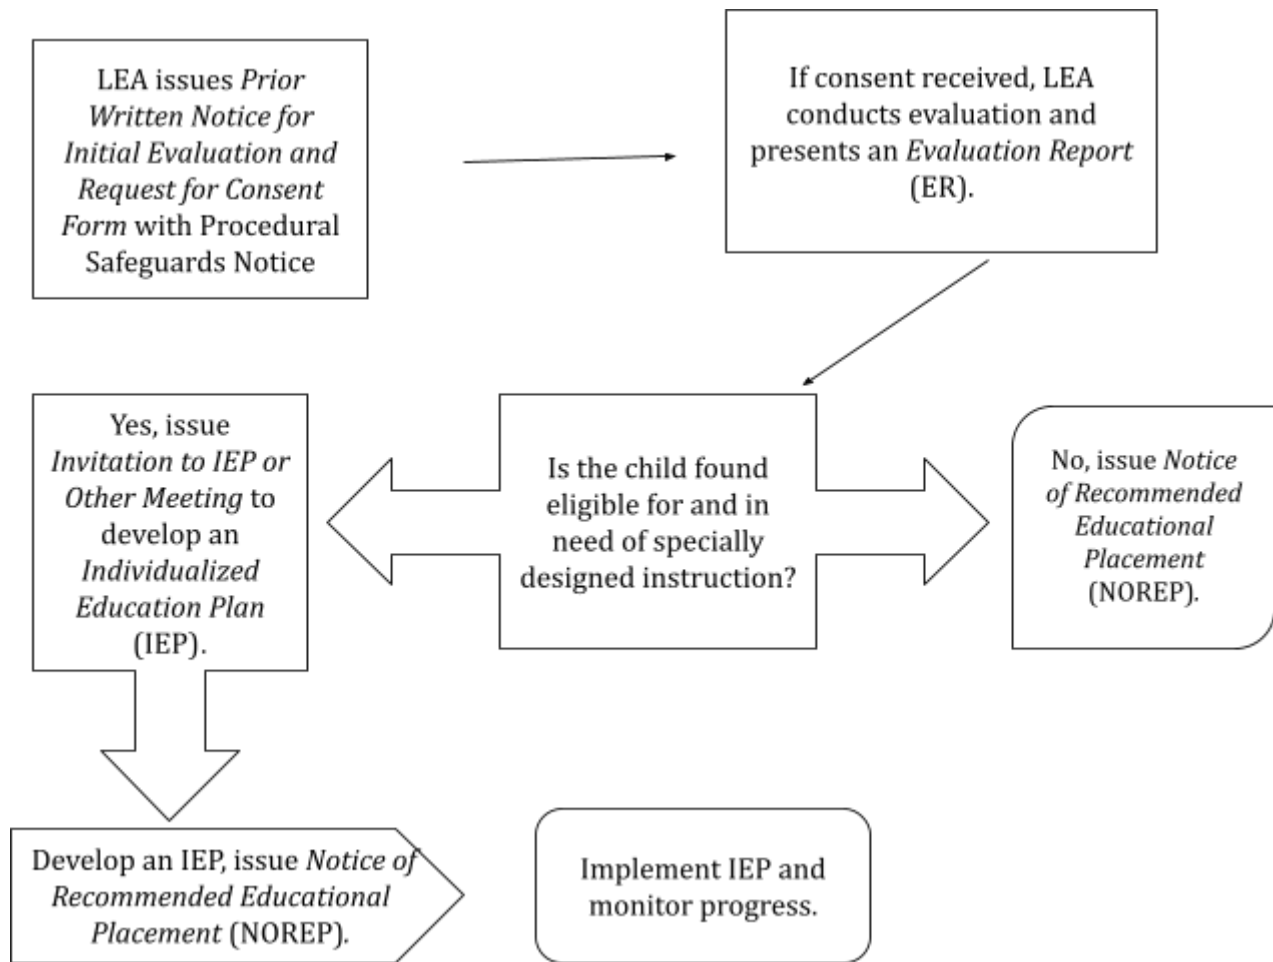 LEA issues Prior
Written Notice for
Initial Evaluation and
Request for Consent
Form with Procedural
Safeguards Notice
If consent received, LEA
conducts evaluation and
presents an Evaluation Report
(ER).
Yes, issue
Invitation to IEP or
Other Meeting to
develop an
Individualized
Education Plan
(IEP).
Is the child found
eligible for and in
need of specially
designed instruction?
No, issue Notice
of Recommended
Educational
Placement
(NOREP).
Develop an IEP, issue Notice of
Recommended Educational
Placement (NOREP).
Implement IEP and
monitor progress.